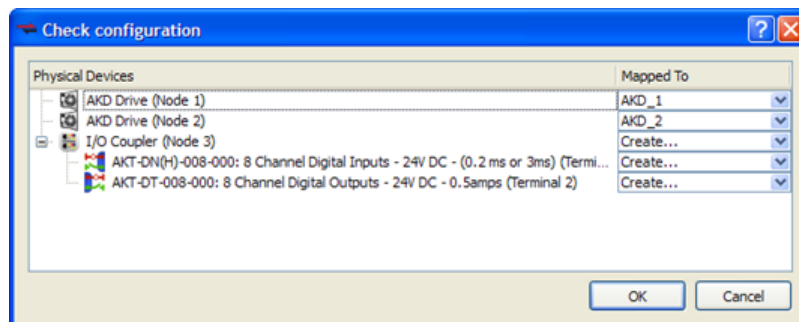 Check configuration
Physical Devices Mapped To
AKD Drive (Node 1) AKD_1
AKD Drive (Node 2) AKD_2
I/O Coupler (Node 3) Create...
AKT-DN(H)-008-000: 8 Channel Digital Inputs - 24V DC - (0.2 ms or 3ms) (Termi... Create...
AKT-DT-008-000: 8 Channel Digital Outputs - 24V DC - 0.5amps (Terminal 2) Create...
OK Cancel